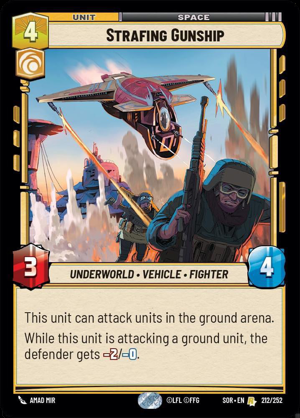 UNIT SPACE
4 STRAFING GUNSHIP
3 4
UNDERWORLD • VEHICLE • FIGHTER
This unit can attack units in the ground arena.
While this unit is attacking a ground unit, the
defender gets -2/-0.
AMAD MIR ©LFL ©FFG SOR • EN R 212/252